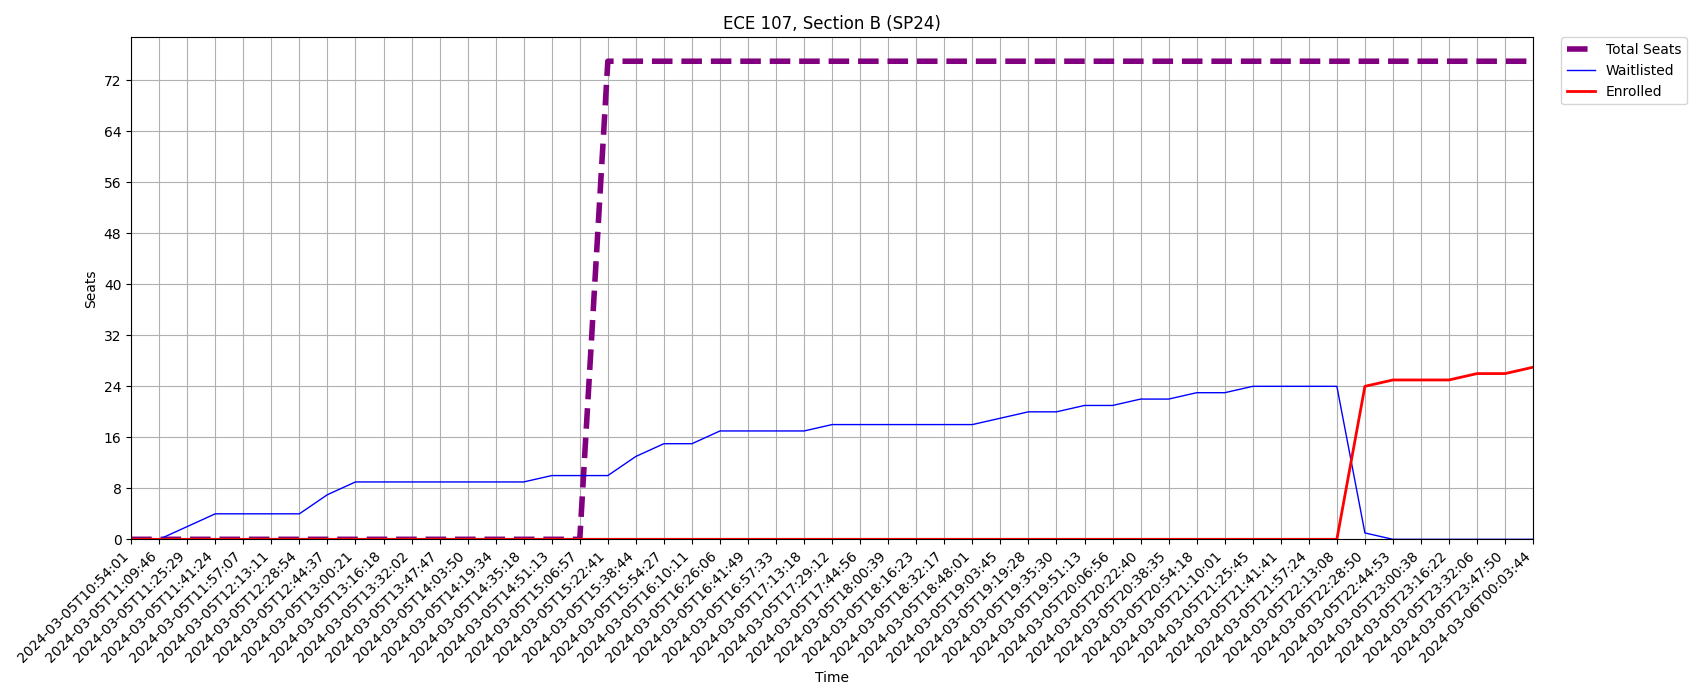 ECE 107, Section B (SP24)
Total Seats
Waitlisted
Enrolled
72
64
56
48
40
32
24
16
8
0
Seats
2024-03-05T10:54:01
2024-03-05T11:09:46
2024-03-05T11:25:29
2024-03-05T11:41:24
2024-03-05T11:57:07
2024-03-05T12:13:11
2024-03-05T12:28:54
2024-03-05T12:44:37
2024-03-05T13:00:21
2024-03-05T13:16:18
2024-03-05T13:32:02
2024-03-05T13:47:47
2024-03-05T14:03:50
2024-03-05T14:19:34
2024-03-05T14:35:18
2024-03-05T14:51:13
2024-03-05T15:06:57
2024-03-05T15:22:41
2024-03-05T15:38:44
2024-03-05T15:54:27
2024-03-05T16:10:11
2024-03-05T16:26:06
2024-03-05T16:41:49
2024-03-05T16:57:33
2024-03-05T17:13:18
2024-03-05T17:29:12
2024-03-05T17:44:56
2024-03-05T18:00:39
2024-03-05T18:16:23
2024-03-05T18:32:17
2024-03-05T18:48:01
2024-03-05T19:03:45
2024-03-05T19:19:28
2024-03-05T19:35:30
2024-03-05T19:51:13
2024-03-05T20:06:56
2024-03-05T20:22:40
2024-03-05T20:38:35
2024-03-05T20:54:18
2024-03-05T21:10:01
2024-03-05T21:25:45
2024-03-05T21:41:41
2024-03-05T21:57:24
2024-03-05T22:13:08
2024-03-05T22:28:50
2024-03-05T22:44:53
2024-03-05T23:00:38
2024-03-05T23:16:22
2024-03-05T23:32:06
2024-03-05T23:47:50
2024-03-06T00:03:44
Time